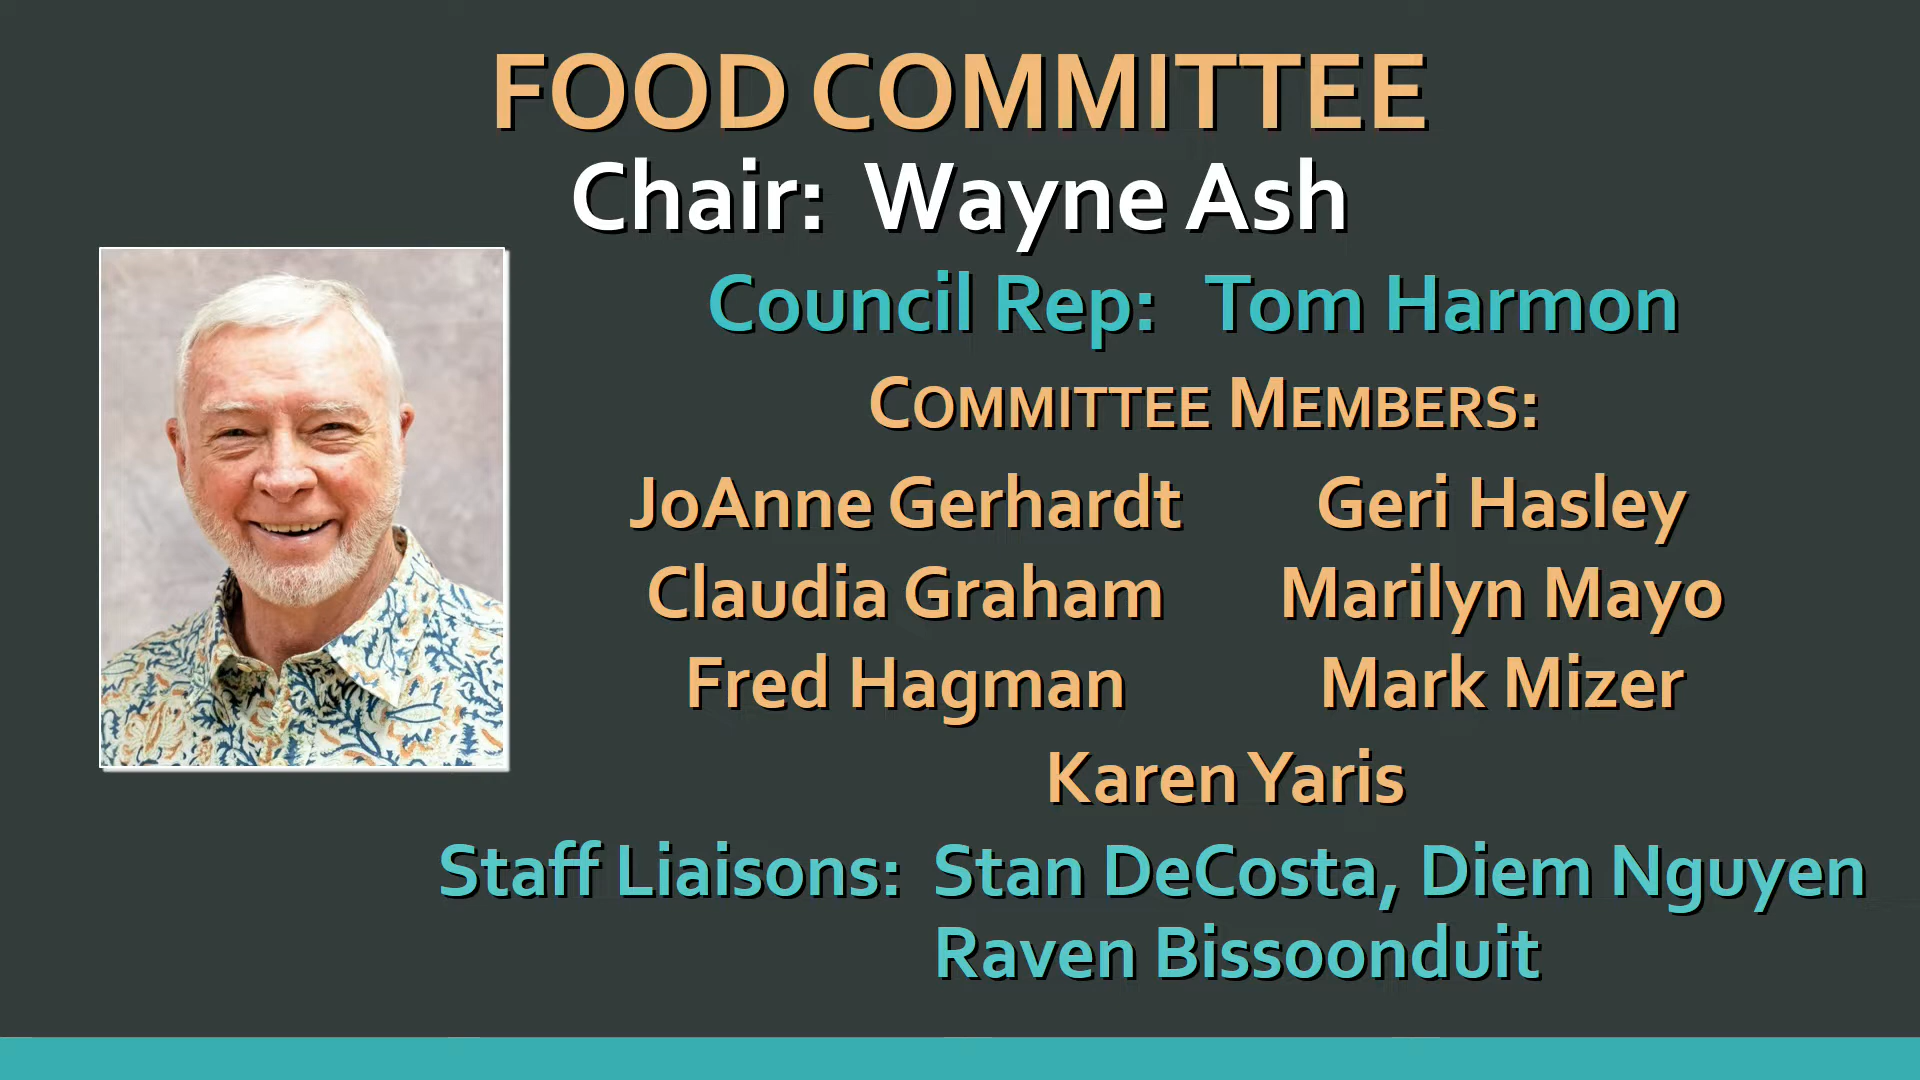 FOOD COMMITTEE
Chair: Wayne Ash
Council Rep: Tom Harmon
COMMITTEE MEMBERS:
JoAnne Gerhardt Geri Hasley
Claudia Graham Marilyn Mayo
Fred Hagman Mark Mizer
Karen Yaris
Staff Liaisons: Stan DeCosta, Diem Nguyen
Raven Bissoonduit